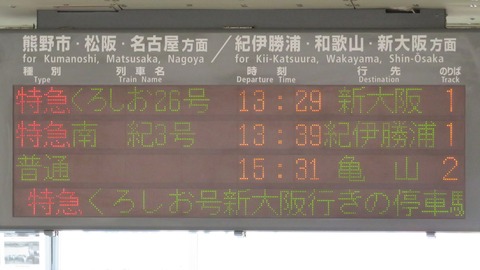 熊野市・松阪・名古屋方面／紀伊勝浦・和歌山・新大阪方面
for Kumanoshi, Matsusaka, Nagoya for Kii-Katsuura, Wakayama, Shin-Ōsaka
種別 列車名 時刻 行先 のりば
Type Train Name Departure Time Destination Track
特急くろしお26号 13:29 新大阪 1
特急南 紀3号 13:39 紀伊勝浦 1
普通 15:31 亀 山 2
特急くろしお号新大阪行きの停車駅